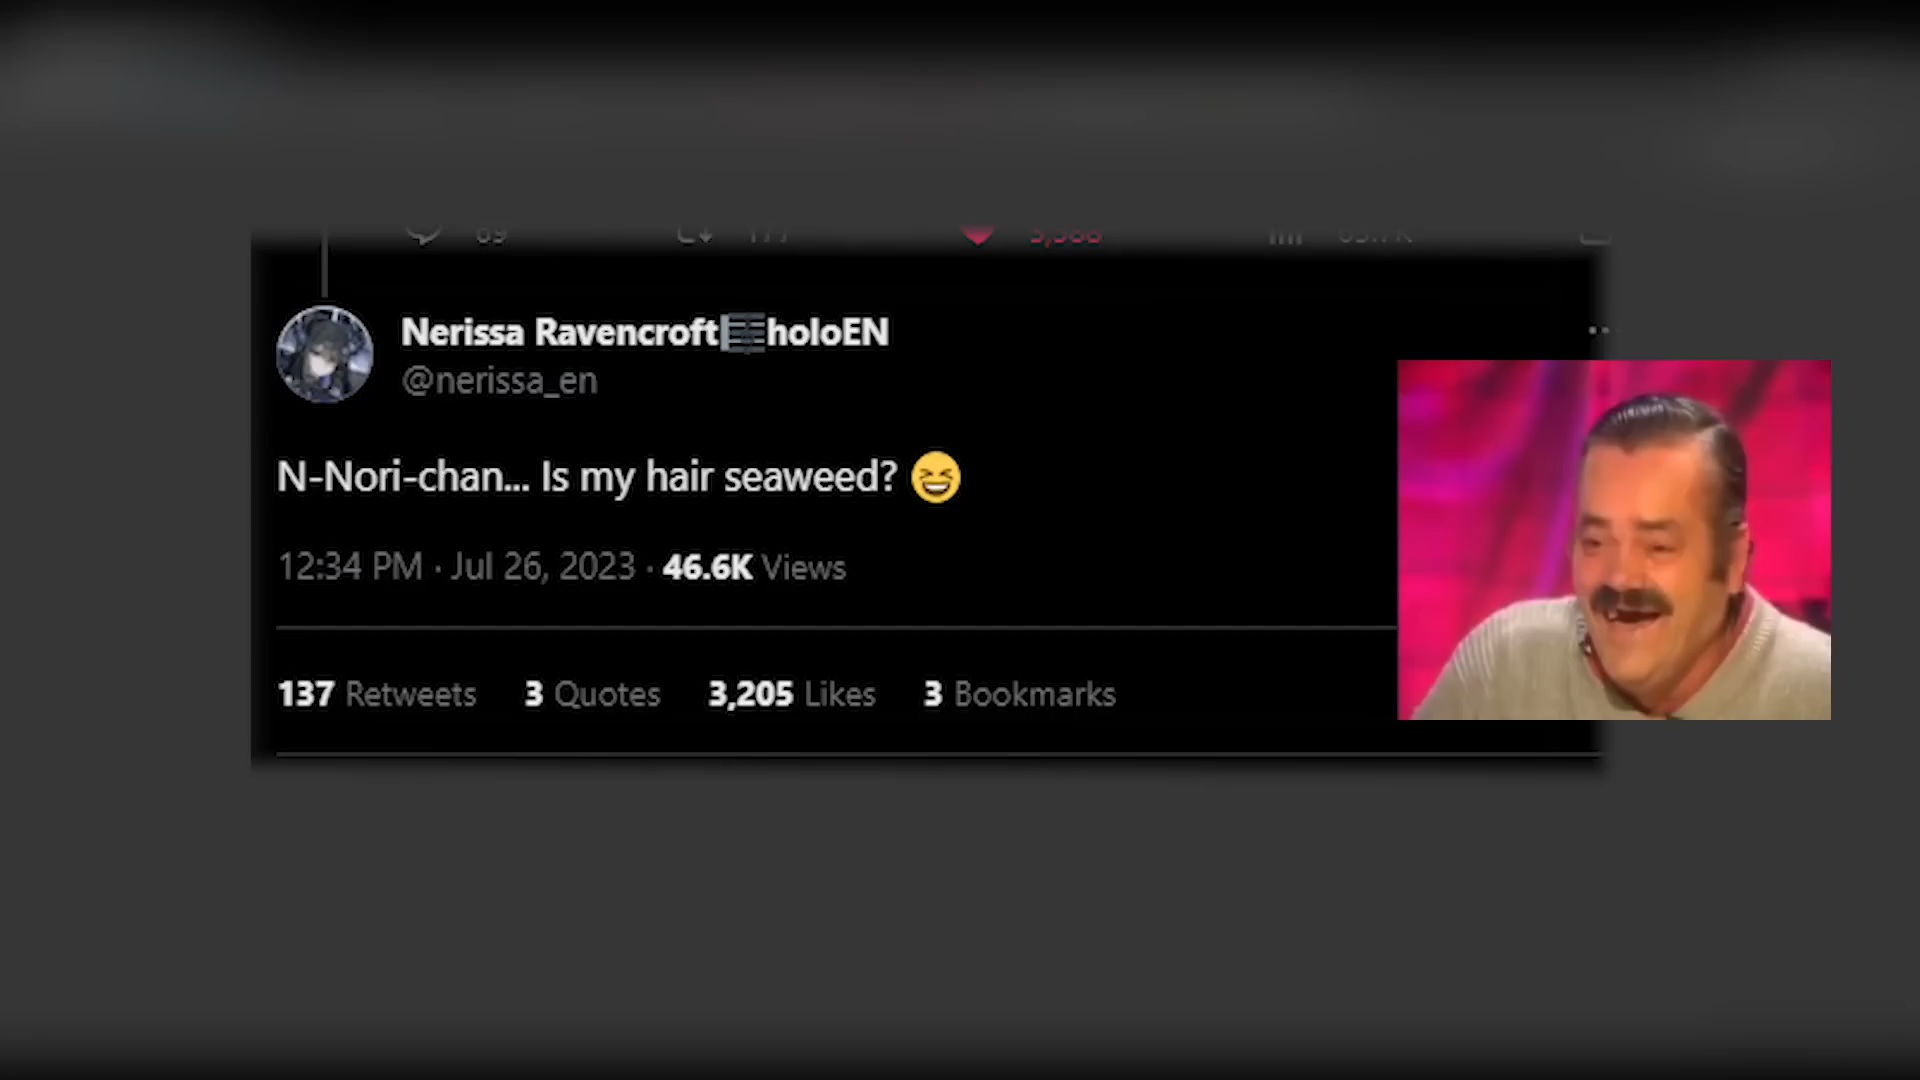 Nerissa Ravencroft🎼holoEN
@nerissa_en
N-Nori-chan... Is my hair seaweed? 😆
12:34 PM · Jul 26, 2023 · 46.6K Views
137 Retweets 3 Quotes 3,205 Likes 3 Bookmarks